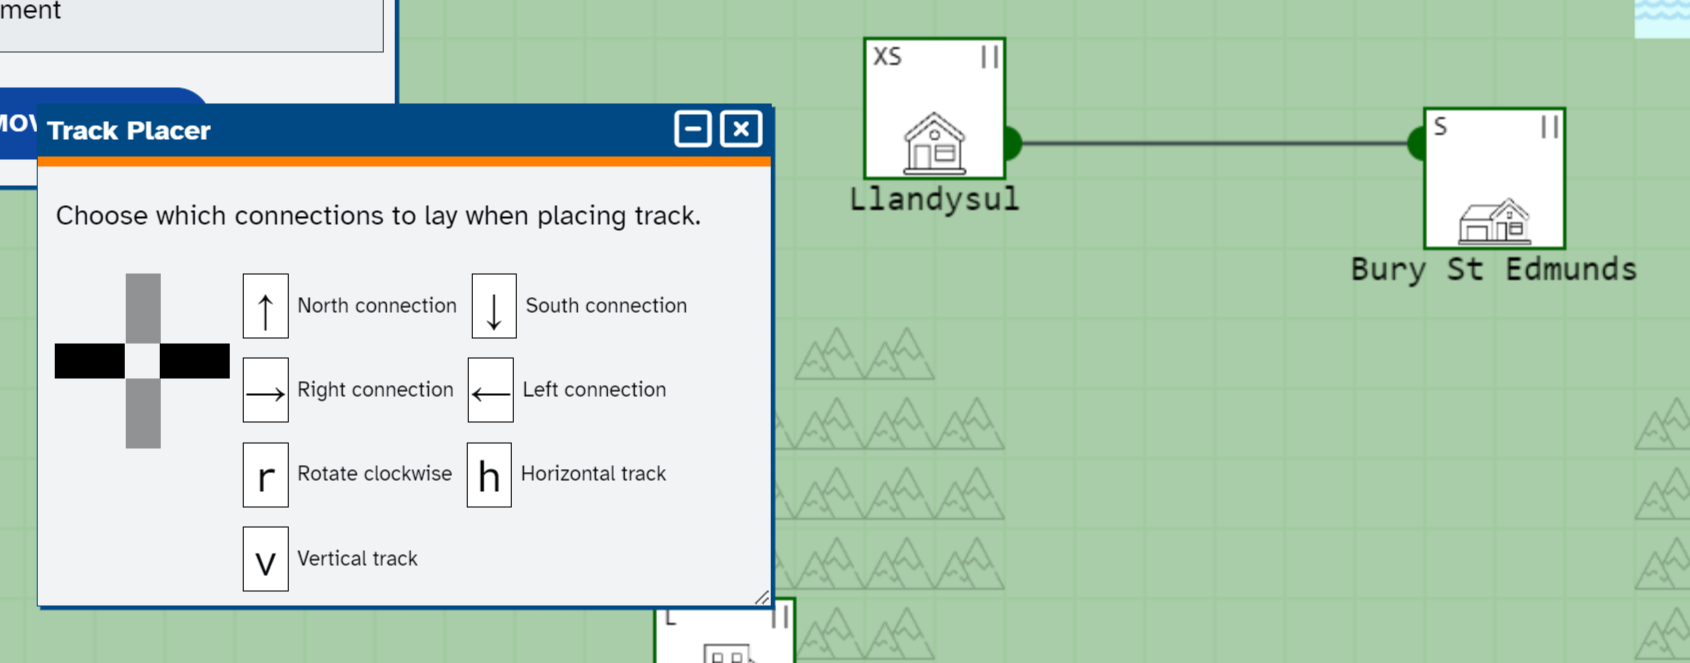 ment
MOV
Track Placer
Choose which connections to lay when placing track.
↑ North connection ↓ South connection
→ Right connection ← Left connection
r Rotate clockwise h Horizontal track
v Vertical track
XS ||
Llandysul
S ||
Bury St Edmunds
L ||